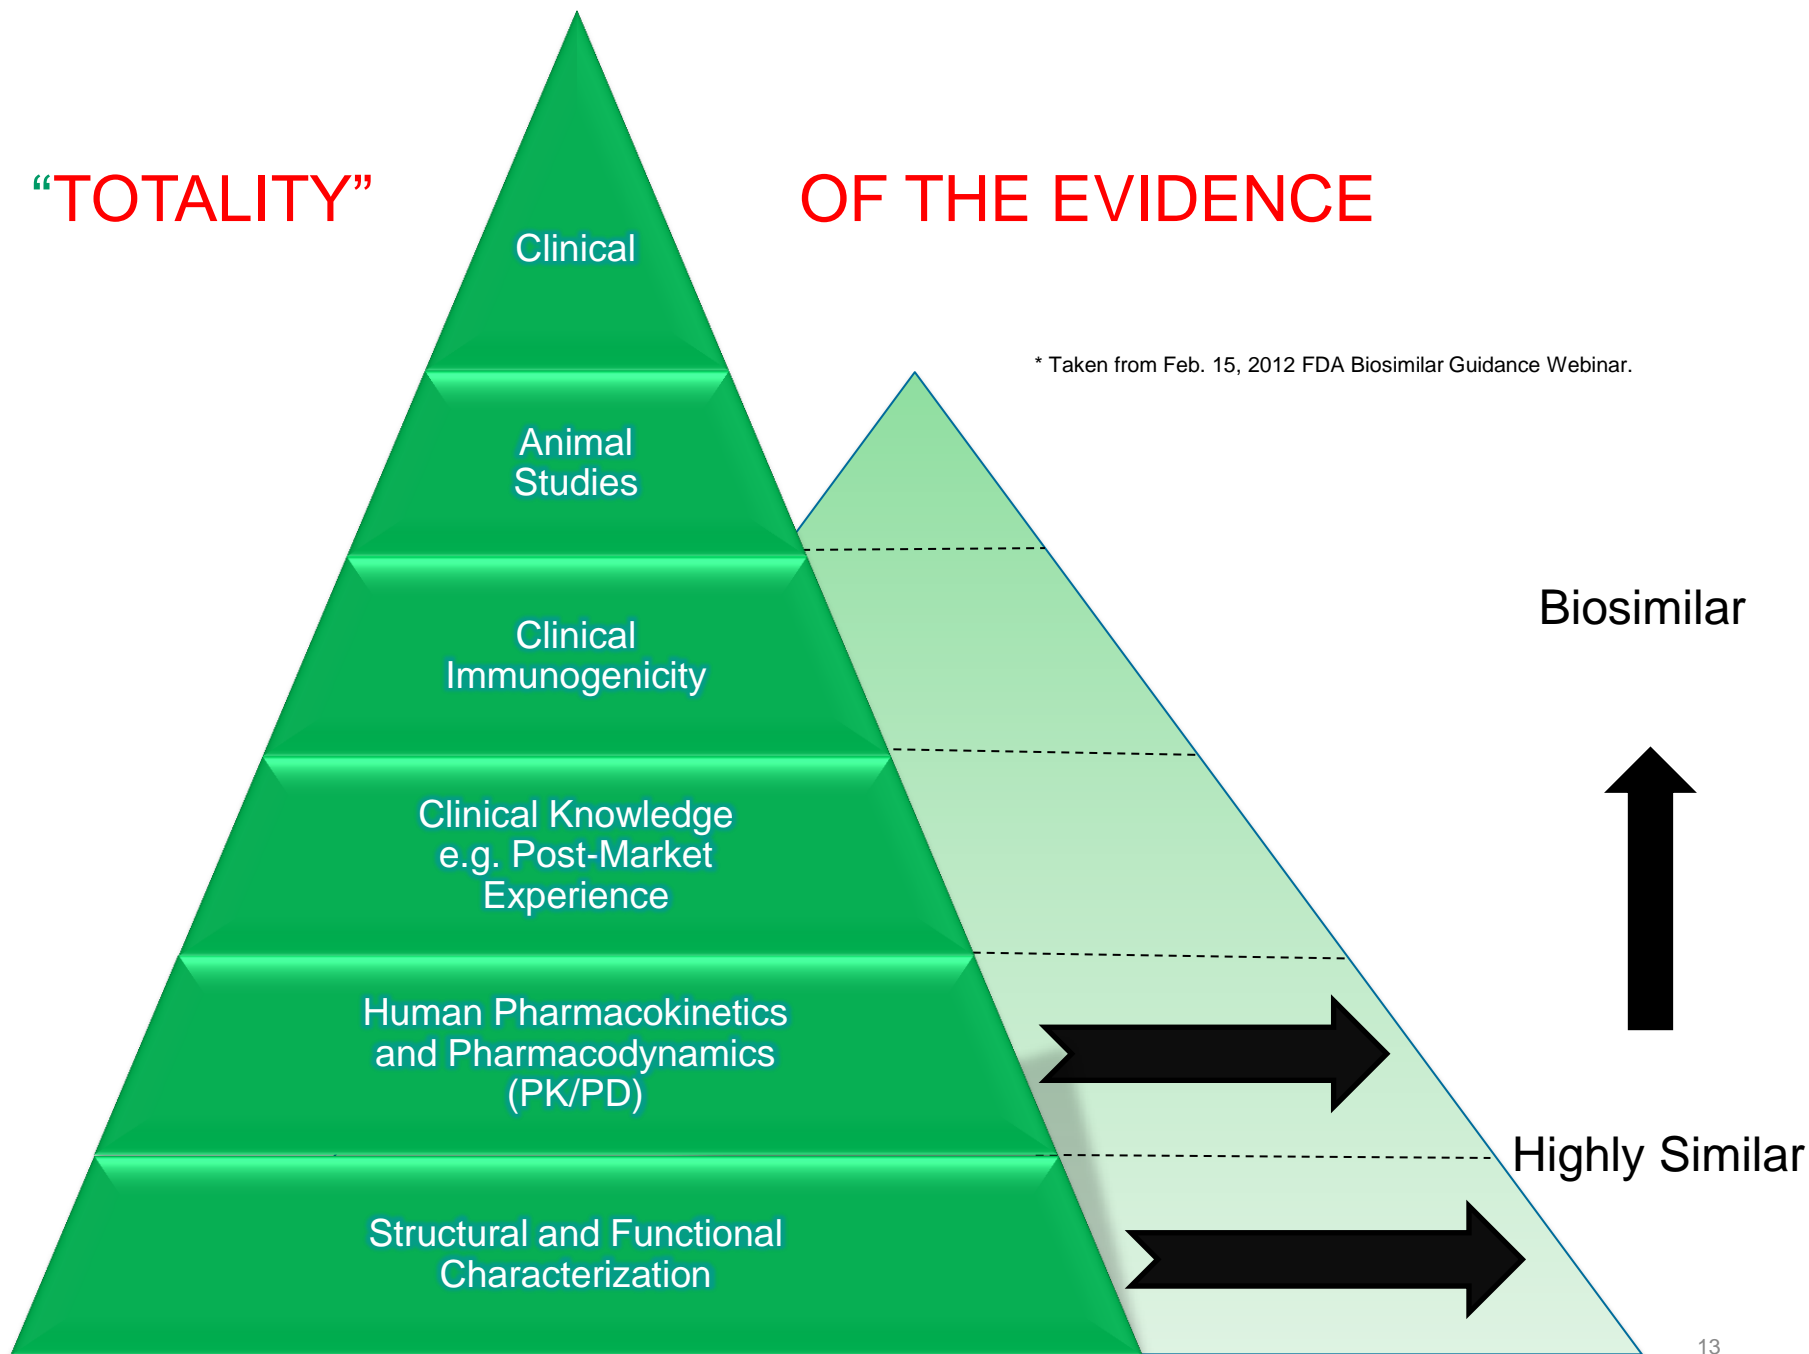 “TOTALITY” OF THE EVIDENCE
Clinical
* Taken from Feb. 15, 2012 FDA Biosimilar Guidance Webinar.
Animal
Studies
Biosimilar
Clinical
Immunogenicity
Clinical Knowledge
e.g. Post-Market
Experience
Human Pharmacokinetics
and Pharmacodynamics
(PK/PD)
Highly Similar
Structural and Functional
Characterization
13